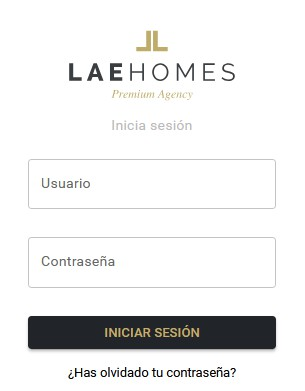 LAEHOMES
Premium Agency
Inicia sesión
Usuario
Contraseña
INICIAR SESIÓN
¿Has olvidado tu contraseña?